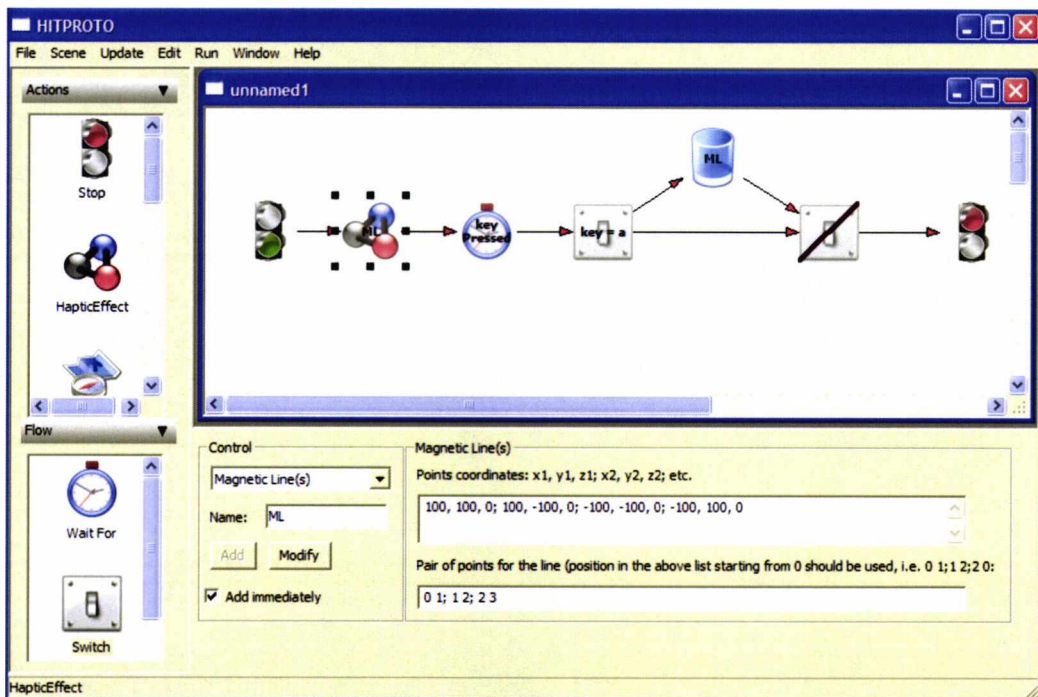 HITPROTO
File Scene Update Edit Run Window Help
Actions
Stop
HapticEffect
Flow
Wait For
Switch
unnamed1
ML
ML
key
Pressed
key = a
Control
Magnetic Line(s)
Name: ML
Add Modify
Add immediately
Magnetic Line(s)
Points coordinates: x1, y1, z1; x2, y2, z2; etc.
100, 100, 0; 100, -100, 0; -100, -100, 0; -100, 100, 0
Pair of points for the line (position in the above list starting from 0 should be used, i.e. 0 1;1 2;2 0:
0 1; 1 2; 2 3
HapticEffect